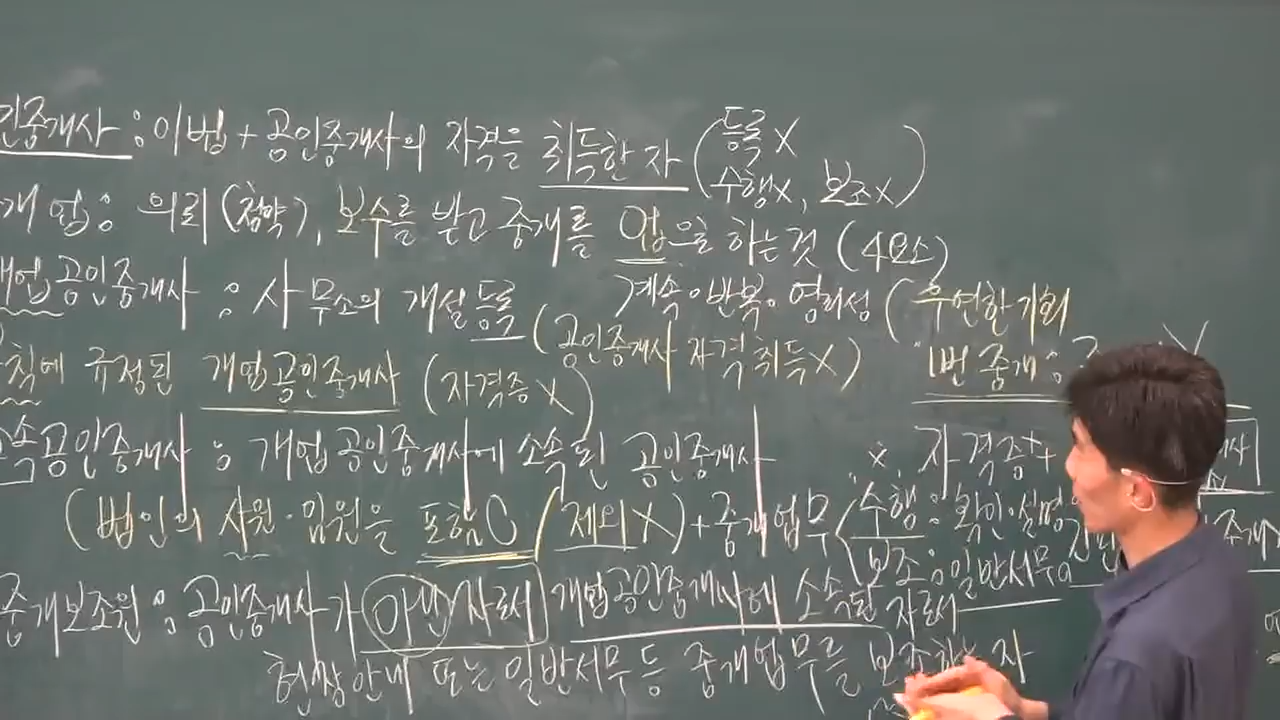 인중개사 : 이법 + 공인중개사의 자격을 취득한 자 (등록X
수행X, 보조X)
개업 : 의뢰(청약), 보수를 받고 중개를 업으로 하는것 (4요소)
계속·반복·영리성 (우연한 기회
개업공인중개사 : 사무소의 개설등록 (공인중개사 자격취득X)
1번 중개 :
칙에 규정된 개업공인중개사 (자격증X)
소속공인중개사 : 개업공인중개사에 소속된 공인중개사
※ 자격증+
(법인의 사원·임원을 포함O / 제외X) + 중개업무 (수행 : 확인·설명
보조 : 일반서무
중개보조원 : 공인중개사가 아닌 자로서 개업공인중개사에 소속된 자로서
현장안내 또는 일반서무 등 중개업무를 보조하는 자